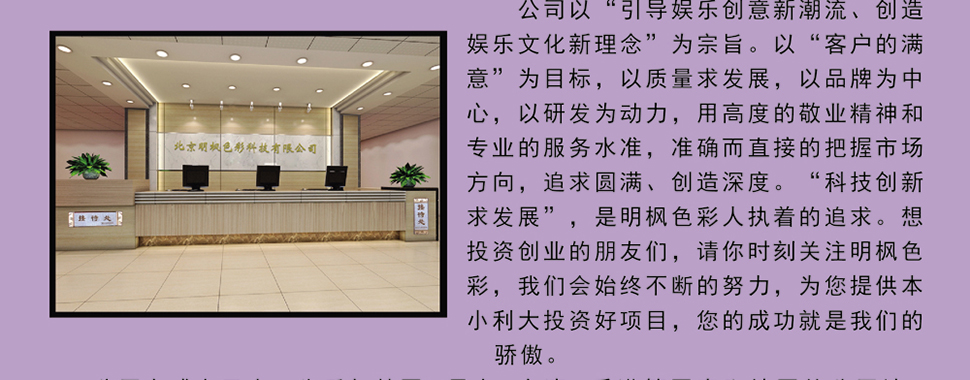 公司以“引导娱乐创意新潮流、创造
娱乐文化新理念”为宗旨。以“客户的满
意”为目标，以质量求发展，以品牌为中
心，以研发为动力，用高度的敬业精神和
专业的服务水准，准确而直接的把握市场
方向，追求圆满、创造深度。“科技创新
求发展”，是明枫色彩人执着的追求。想
投资创业的朋友们，请你时刻关注明枫色
彩，我们会始终不断的努力，为您提供本
小利大投资好项目，您的成功就是我们的
骄傲。
北京明枫色彩科技有限公司
接待处
接待处